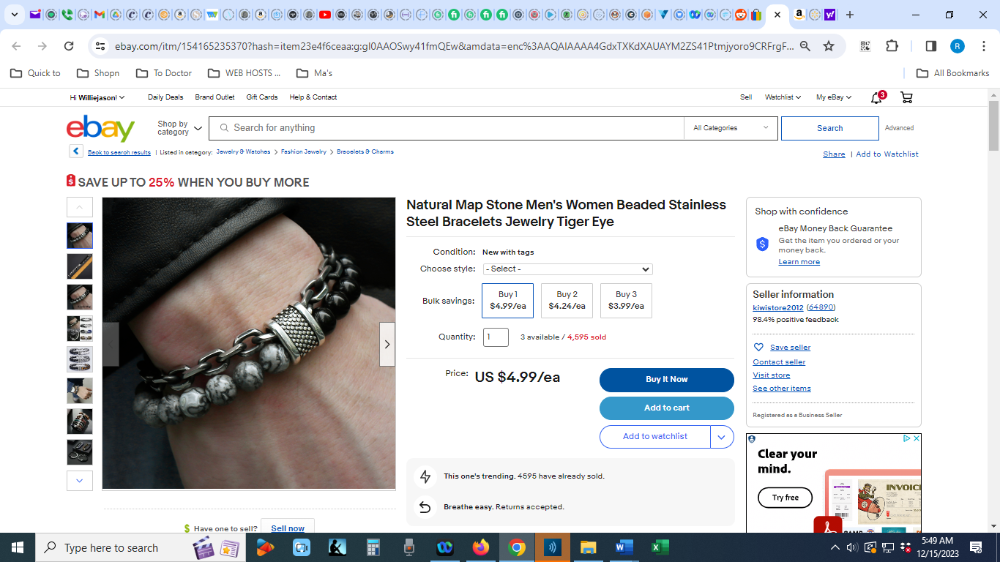 ebay.com/itm/154165235370?hash=item23e4f6ceaa:g:gI0AAOSwy41fmQEw&amdata=enc%3AAQAIAAAA4GdxTXKdXAUAYM2ZS41Ptmjyoro9CRFrgF...
R
Quick to
Shopn
To Doctor
WEB HOSTS ...
Ma's
All Bookmarks
Hi Williejason!
Daily Deals
Brand Outlet
Gift Cards
Help & Contact
Sell
Watchlist
My eBay
3
ebay
Shop by
category
Search for anything
All Categories
Search
Advanced
Back to search results | Listed in category: Jewelry & Watches > Fashion Jewelry > Bracelets & Charms
Share | Add to Watchlist
SAVE UP TO 25% WHEN YOU BUY MORE
Natural Map Stone Men's Women Beaded Stainless
Steel Bracelets Jewelry Tiger Eye
Condition: New with tags
Choose style: - Select -
Bulk savings:
Buy 1
$4.99/ea
Buy 2
$4.24/ea
Buy 3
$3.99/ea
Quantity: 1 3 available / 4,595 sold
Price: US $4.99/ea
Buy It Now
Add to cart
Add to watchlist
This one's trending. 4595 have already sold.
Breathe easy. Returns accepted.
Have one to sell? Sell now
Shop with confidence
eBay Money Back Guarantee
Get the item you ordered or your
money back.
Learn more
Seller information
kiwistore2012 (64890)
98.4% positive feedback
Save seller
Contact seller
Visit store
See other items
Registered as a Business Seller
Clear your
mind.
Try free
INVOIC
Type here to search
5:49 AM
12/15/2023